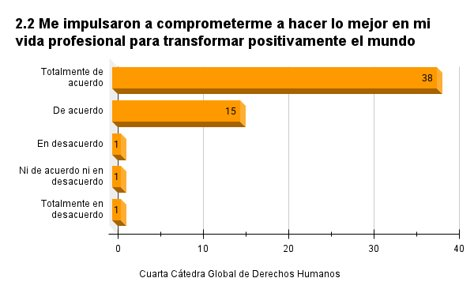 2.2 Me impulsaron a comprometerme a hacer lo mejor en mi
vida profesional para transformar positivamente el mundo
Totalmente de
acuerdo
38
De acuerdo
15
En desacuerdo
1
Ni de acuerdo ni en
desacuerdo
1
Totalmente en
desacuerdo
1
0 10 20 30 40
Cuarta Cátedra Global de Derechos Humanos